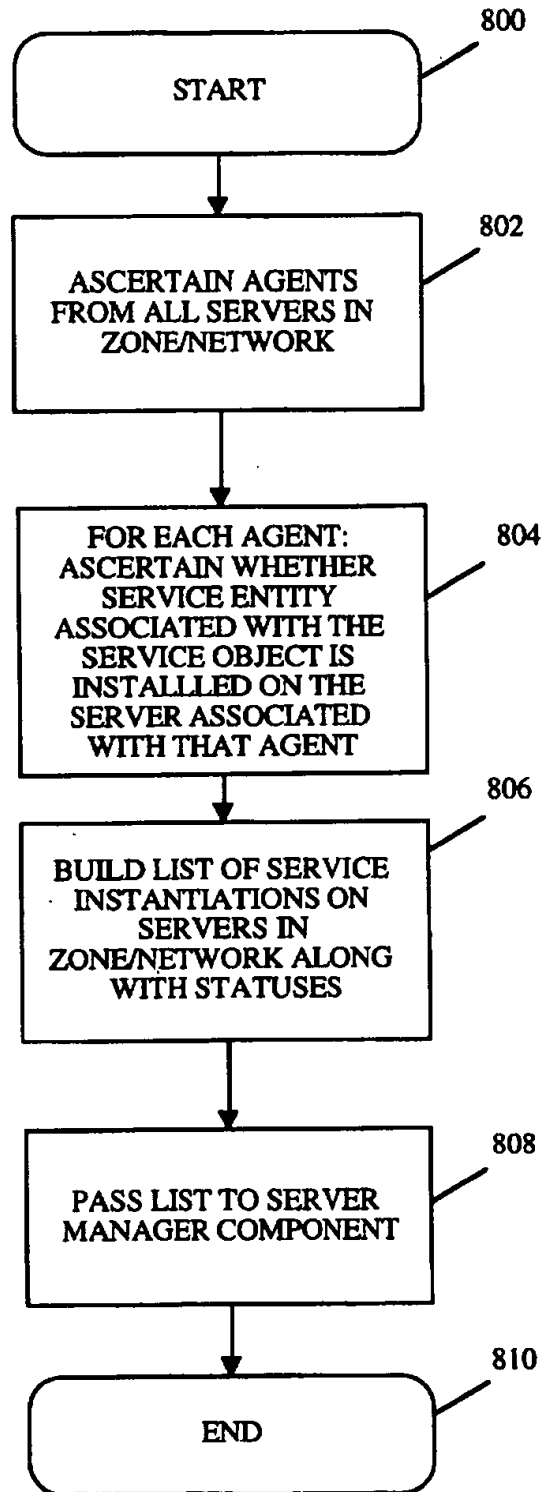 800
START
802
ASCERTAIN AGENTS
FROM ALL SERVERS IN
ZONE/NETWORK
804
FOR EACH AGENT:
ASCERTAIN WHETHER
SERVICE ENTITY
ASSOCIATED WITH THE
SERVICE OBJECT IS
INSTALLLED ON THE
SERVER ASSOCIATED
WITH THAT AGENT
806
BUILD LIST OF SERVICE
INSTANTIATIONS ON
SERVERS IN
ZONE/NETWORK ALONG
WITH STATUSES
808
PASS LIST TO SERVER
MANAGER COMPONENT
810
END